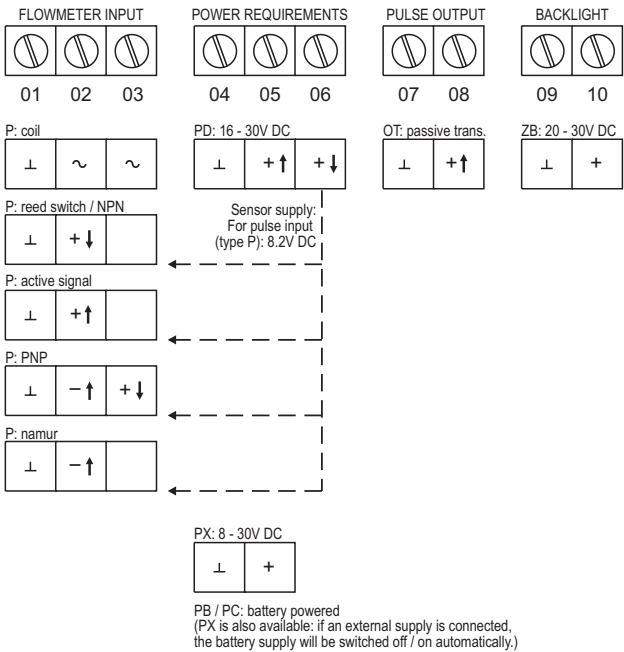 FLOWMETER INPUT
POWER REQUIREMENTS
PULSE OUTPUT
BACKLIGHT
01 02 03
04 05 06
07 08
09 10
P: coil
⊥ ~ ~
PD: 16 - 30V DC
⊥ +↑ +↓
OT: passive trans.
⊥ +↑
ZB: 20 - 30V DC
⊥ +
P: reed switch / NPN
⊥ +↓
Sensor supply:
For pulse input
(type P): 8.2V DC
P: active signal
⊥ +↑
P: PNP
⊥ −↑ +↓
P: namur
⊥ −↑
PX: 8 - 30V DC
⊥ +
PB / PC: battery powered
(PX is also available: if an external supply is connected,
the battery supply will be switched off / on automatically.)